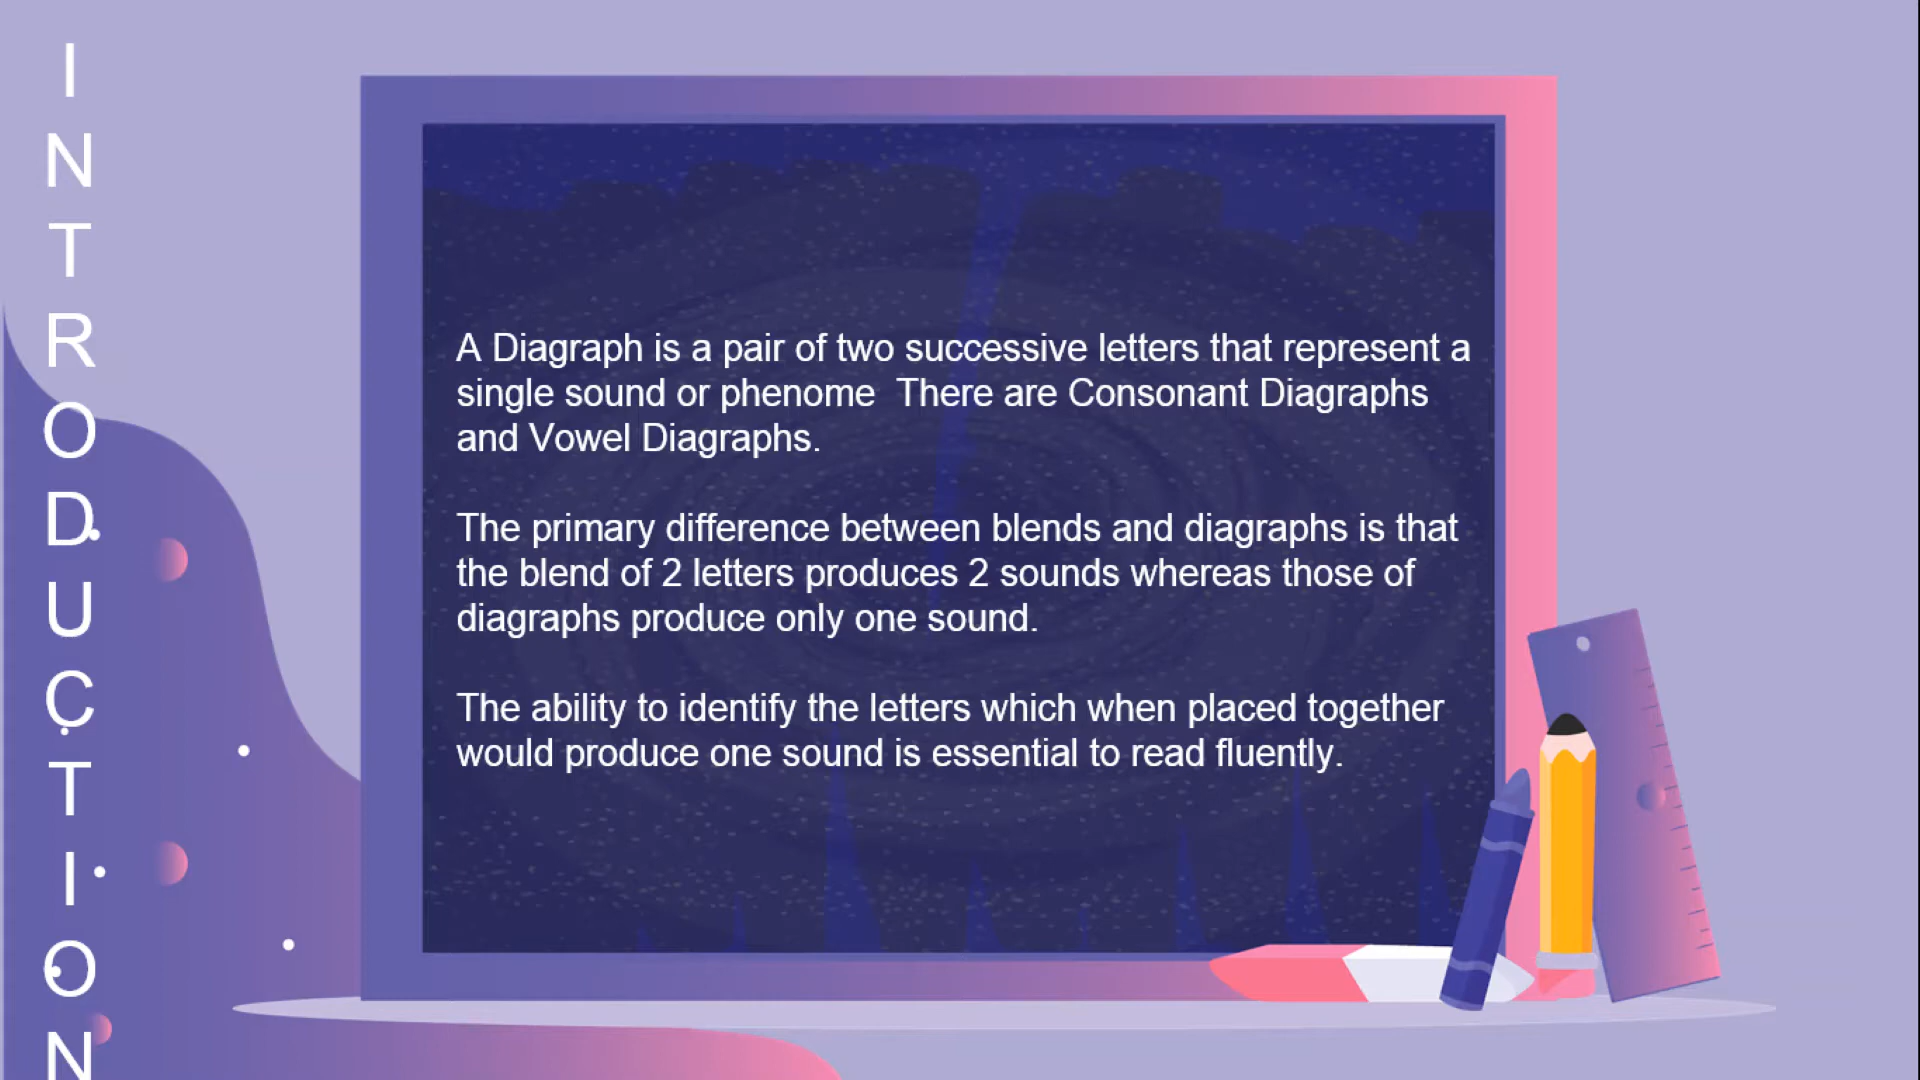 INTRODUCTION
A Diagraph is a pair of two successive letters that represent a
single sound or phenome There are Consonant Diagraphs
and Vowel Diagraphs.
The primary difference between blends and diagraphs is that
the blend of 2 letters produces 2 sounds whereas those of
diagraphs produce only one sound.
The ability to identify the letters which when placed together
would produce one sound is essential to read fluently.